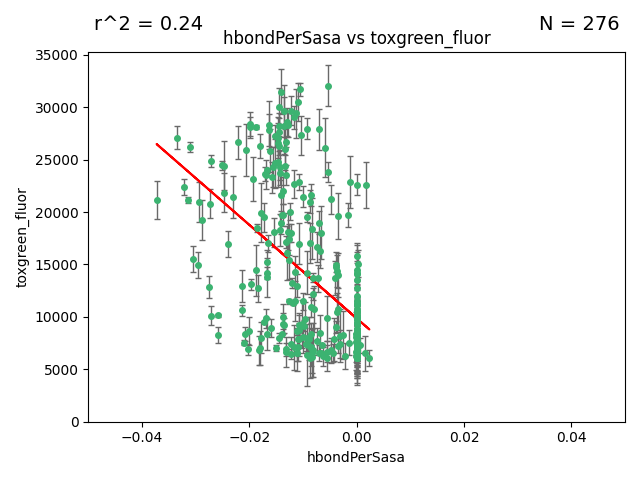 r^2 = 0.24
N = 276
hbondPerSasa vs toxgreen_fluor
35000
30000
25000
20000
15000
10000
5000
0
toxgreen_fluor
−0.04
−0.02
0.00
0.02
0.04
hbondPerSasa